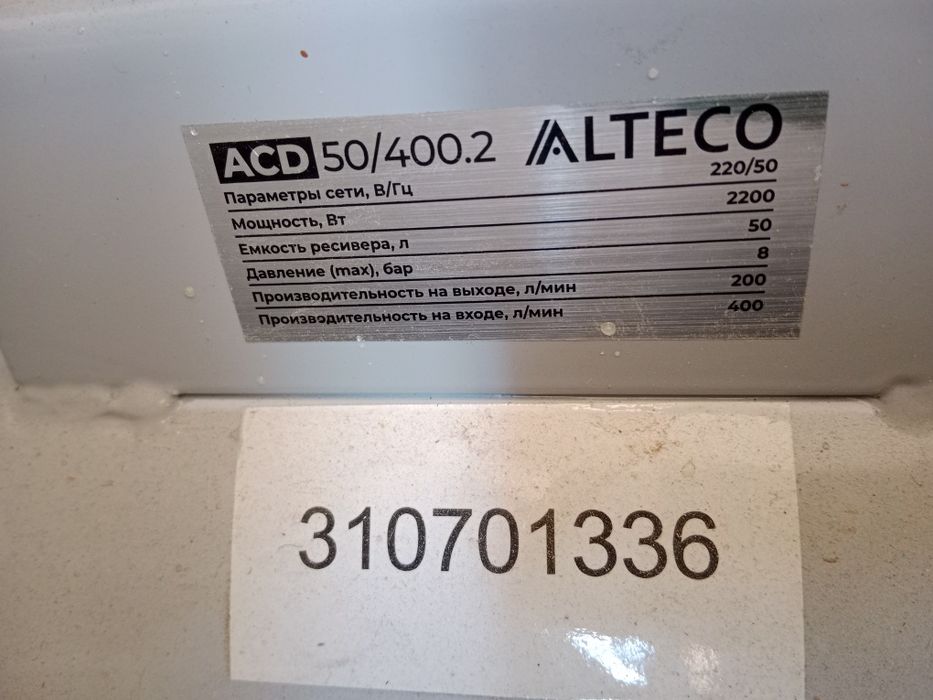 ACD 50/400.2 ALTECO
Параметры сети, В/Гц 220/50
Мощность, Вт 2200
Емкость ресивера, л 50
Давление (max), бар 8
Производительность на выходе, л/мин 200
Производительность на входе, л/мин 400
310701336